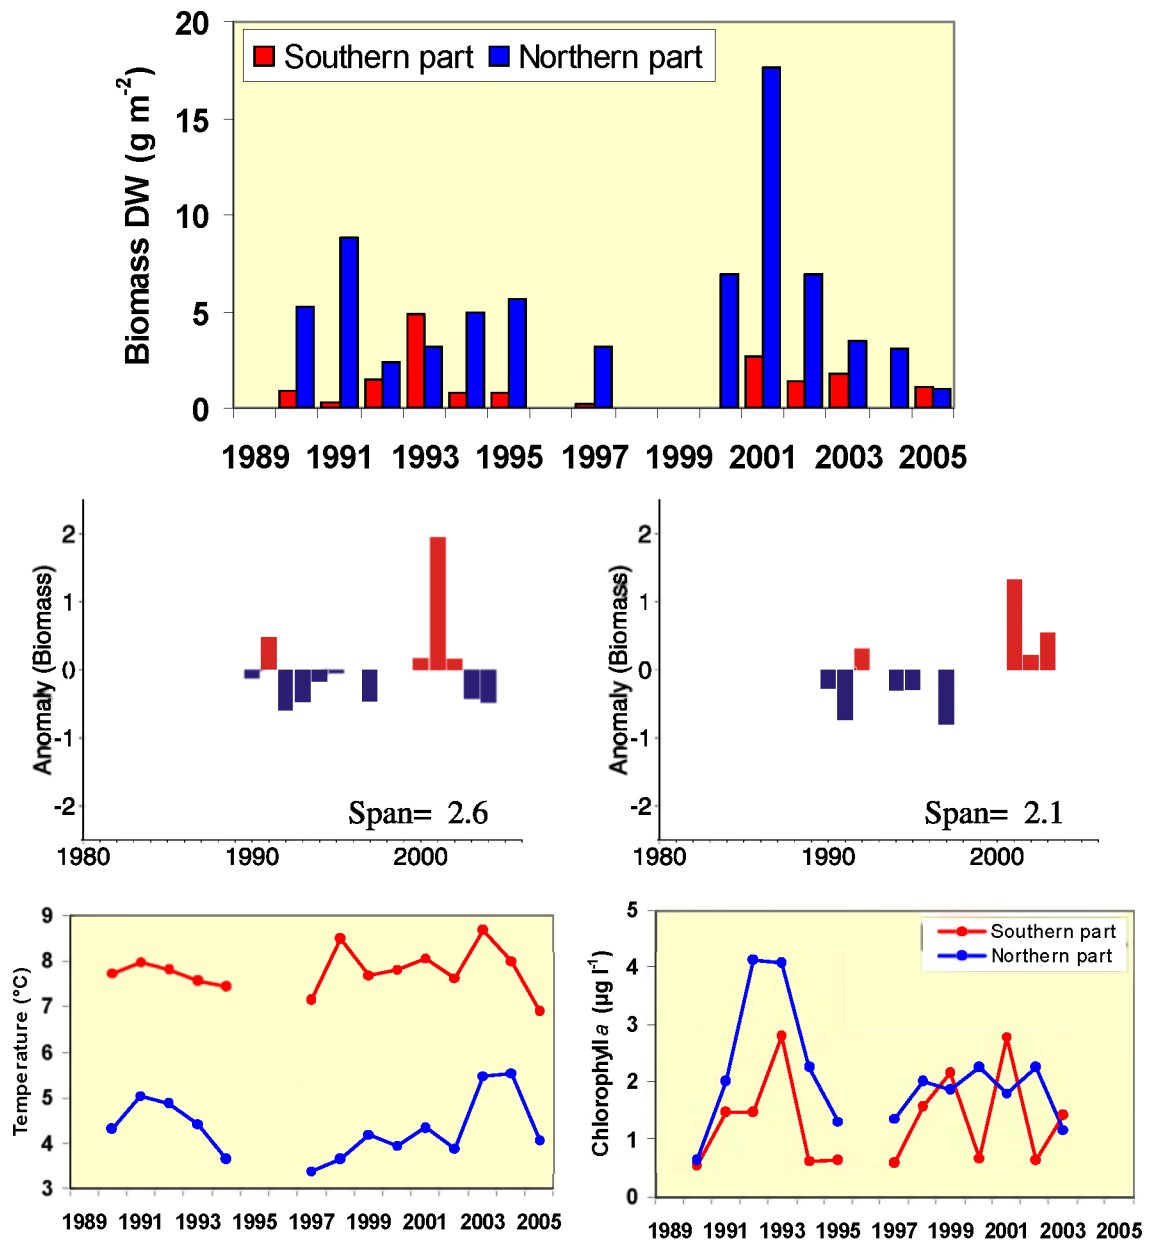 20
15
10
5
0
Biomass DW (g m-2)
Southern part Northern part
1989 1991 1993 1995 1997 1999 2001 2003 2005
2
1
0
-1
-2
Anomaly (Biomass)
Span= 2.6
1980 1990 2000
2
1
0
-1
-2
Anomaly (Biomass)
Span= 2.1
1980 1990 2000
9
8
7
6
5
4
3
Temperature (°C)
1989 1991 1993 1995 1997 1999 2001 2003 2005
5
4
3
2
1
0
Chlorophyll a (µg l-1)
Southern part
Northern part
1989 1991 1993 1995 1997 1999 2001 2003 2005